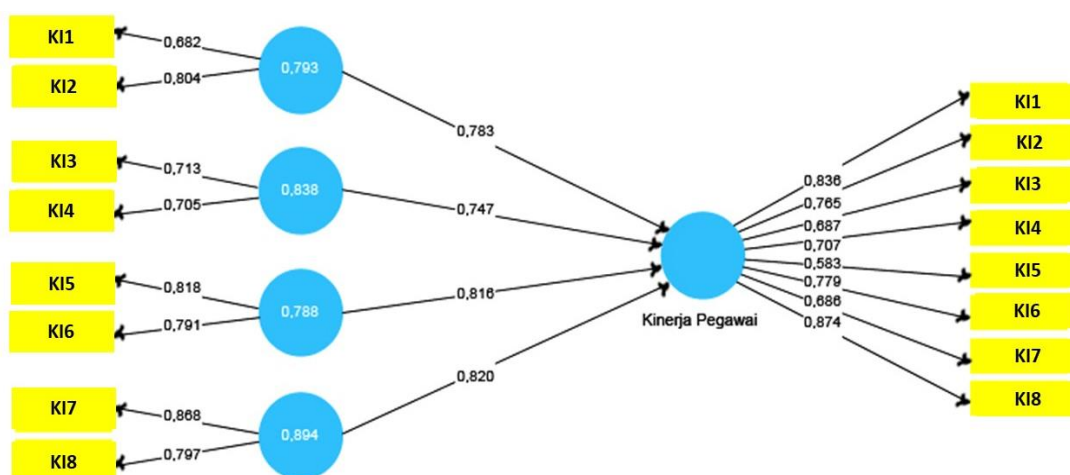 KI1
0,682
0,793
KI2
0,804
0,783
KI3
0,713
0,838
KI4
0,705
0,747
KI5
0,818
0,788
KI6
0,791
0,816
KI7
0,868
0,894
KI8
0,797
0,820
Kinerja Pegawai
0,836
0,765
0,687
0,707
0,583
0,779
0,686
0,874
KI1
KI2
KI3
KI4
KI5
KI6
KI7
KI8